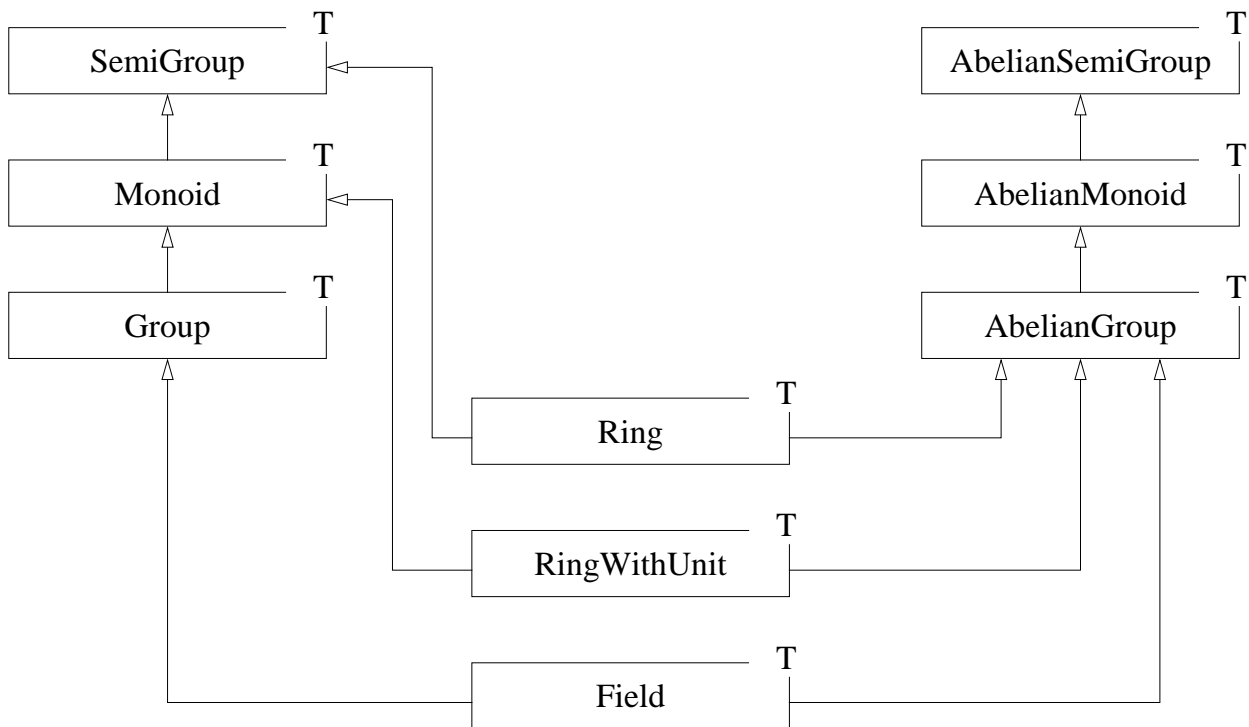 T
SemiGroup
T
AbelianSemiGroup
T
Monoid
T
AbelianMonoid
T
Group
T
AbelianGroup
T
Ring
T
RingWithUnit
T
Field